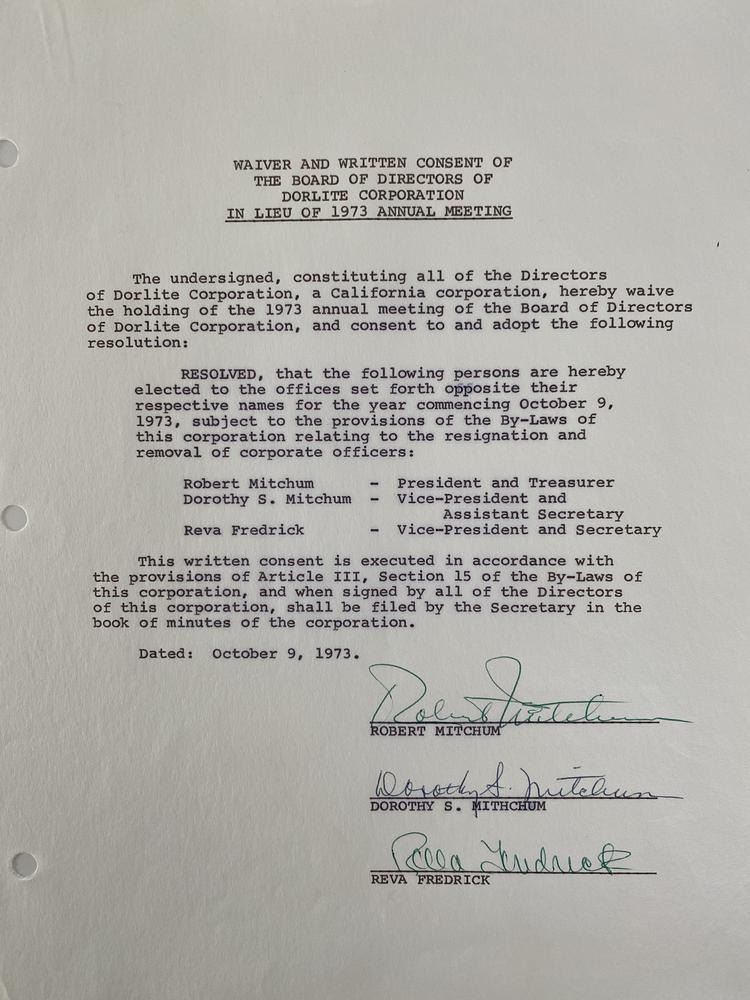 WAIVER AND WRITTEN CONSENT OF
THE BOARD OF DIRECTORS OF
DORLITE CORPORATION
IN LIEU OF 1973 ANNUAL MEETING
The undersigned, constituting all of the Directors
of Dorlite Corporation, a California corporation, hereby waive
the holding of the 1973 annual meeting of the Board of Directors
of Dorlite Corporation, and consent to and adopt the following
resolution:
RESOLVED, that the following persons are hereby
elected to the offices set forth opposite their
respective names for the year commencing October 9,
1973, subject to the provisions of the By-Laws of
this corporation relating to the resignation and
removal of corporate officers:
Robert Mitchum - President and Treasurer
Dorothy S. Mitchum - Vice-President and
Assistant Secretary
Reva Fredrick - Vice-President and Secretary
This written consent is executed in accordance with
the provisions of Article III, Section 15 of the By-Laws of
this corporation, and when signed by all of the Directors
of this corporation, shall be filed by the Secretary in the
book of minutes of the corporation.
Dated: October 9, 1973.
Robert Mitchum
ROBERT MITCHUM
Dorothy S. Mitchum
DOROTHY S. MITHCHUM
Reva Fredrick
REVA FREDRICK